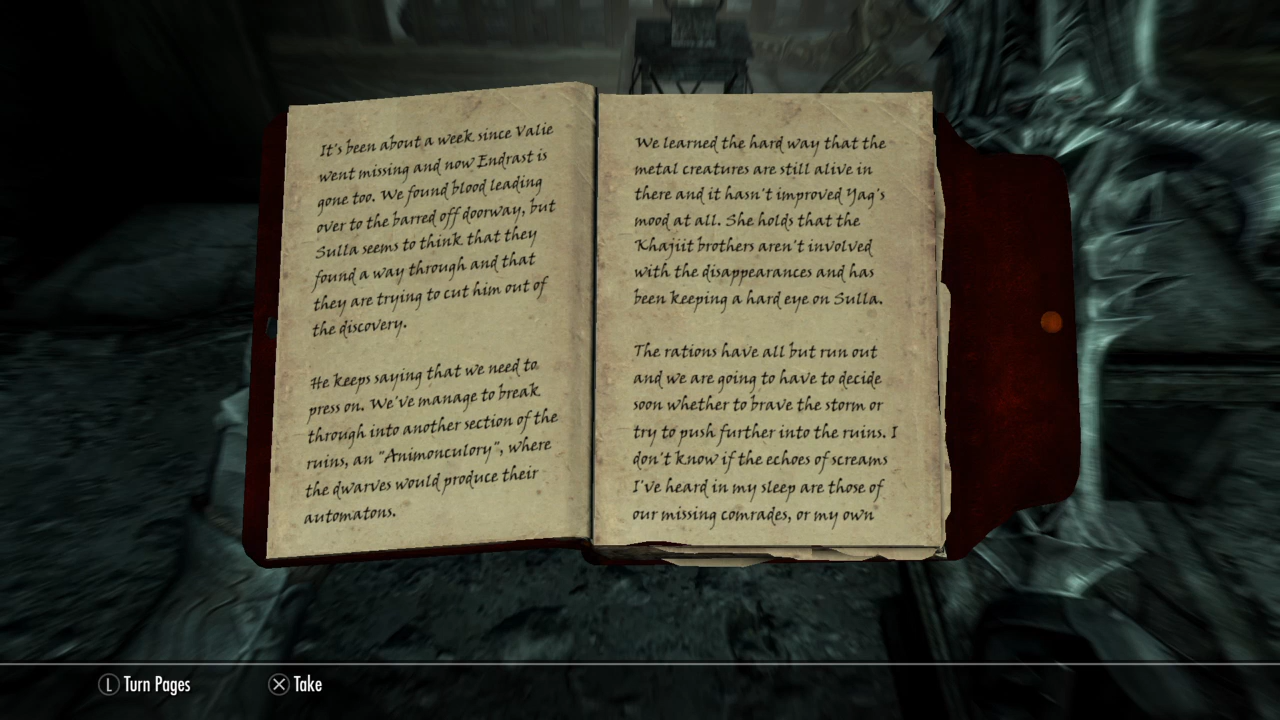 It's been about a week since Valie
went missing and now Endrast is
gone too. We found blood leading
over to the barred off doorway, but
Sulla seems to think that they
found a way through and that
they are trying to cut him out of
the discovery.
He keeps saying that we need to
press on. We've manage to break
through into another section of the
ruins, an "Animonculory", where
the dwarves would produce their
automatons.
We learned the hard way that the
metal creatures are still alive in
there and it hasn't improved Yag's
mood at all. She holds that the
Khajiit brothers aren't involved
with the disappearances and has
been keeping a hard eye on Sulla.
The rations have all but run out
and we are going to have to decide
soon whether to brave the storm or
try to push further into the ruins. I
don't know if the echoes of screams
I've heard in my sleep are those of
our missing comrades, or my own
L Turn Pages
X Take